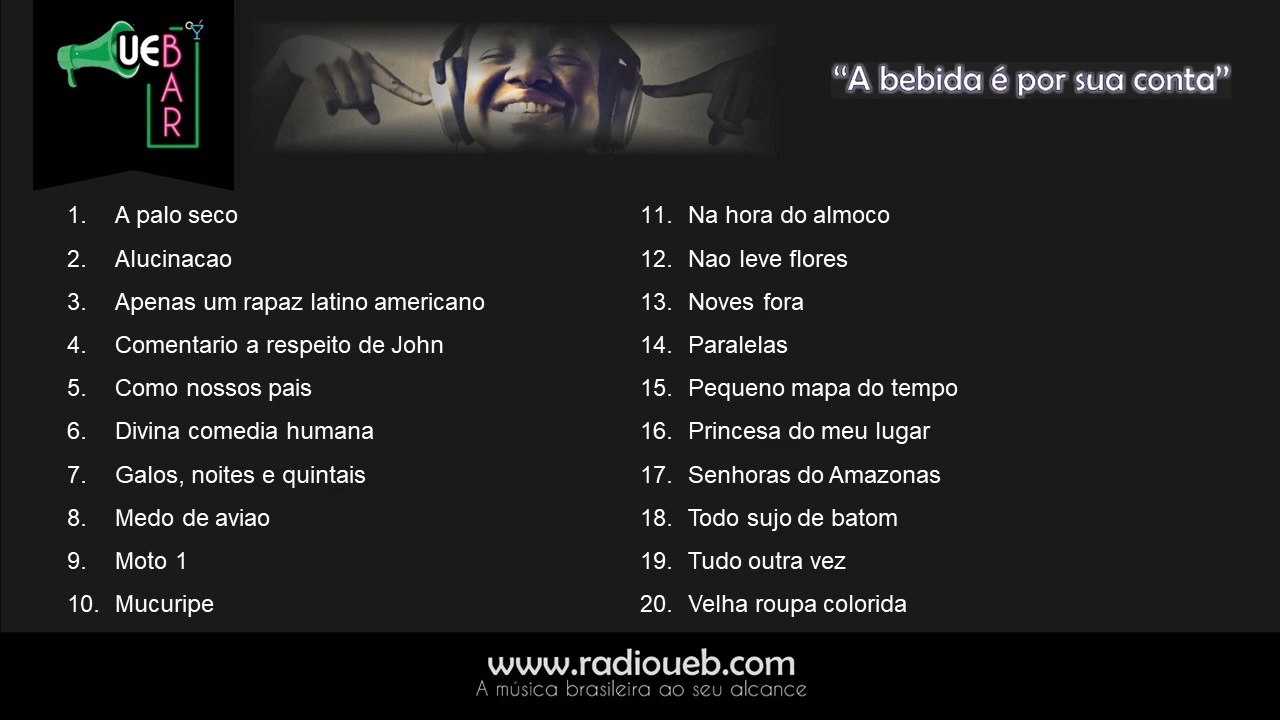 UEBAR
“A bebida é por sua conta”
1. A palo seco
2. Alucinacao
3. Apenas um rapaz latino americano
4. Comentario a respeito de John
5. Como nossos pais
6. Divina comedia humana
7. Galos, noites e quintais
8. Medo de aviao
9. Moto 1
10. Mucuripe
11. Na hora do almoco
12. Nao leve flores
13. Noves fora
14. Paralelas
15. Pequeno mapa do tempo
16. Princesa do meu lugar
17. Senhoras do Amazonas
18. Todo sujo de batom
19. Tudo outra vez
20. Velha roupa colorida
www.radioueb.com
A música brasileira ao seu alcance